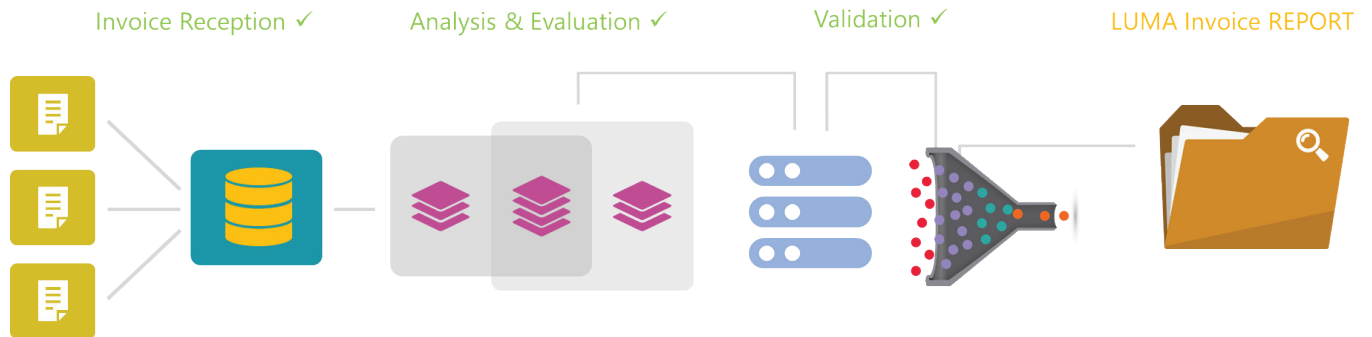 Invoice Reception ✓
Analysis & Evaluation ✓
Validation ✓
LUMA Invoice REPORT